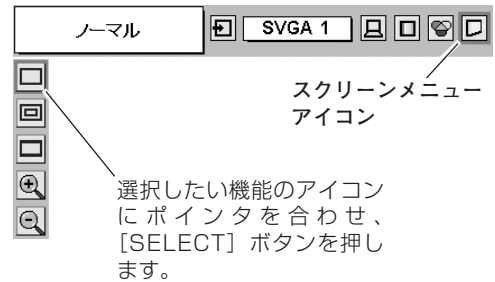 ノーマル
SVGA 1
スクリーンメニュー
アイコン
選択したい機能のアイコン
にポインタを合わせ、
［SELECT］ボタンを押し
ます。